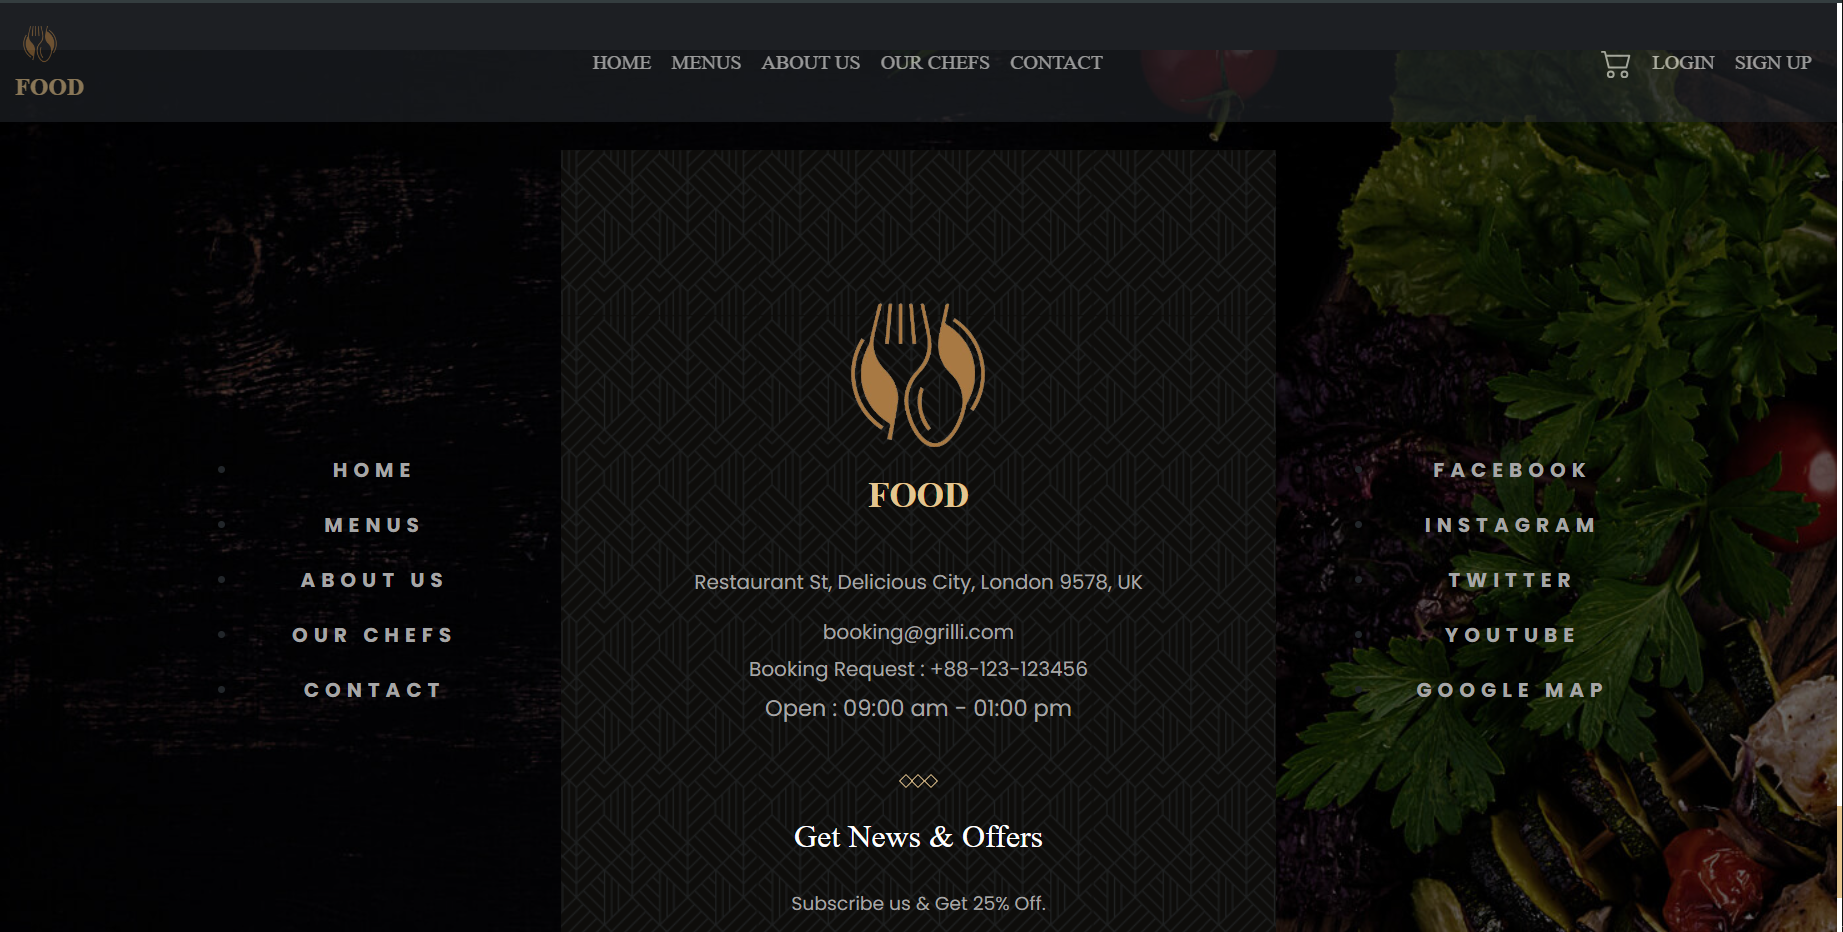 FOOD
HOME MENUS ABOUT US OUR CHEFS CONTACT
LOGIN SIGN UP
HOME
MENUS
ABOUT US
OUR CHEFS
CONTACT
FOOD
Restaurant St, Delicious City, London 9578, UK
booking@grilli.com
Booking Request : +88-123-123456
Open : 09:00 am - 01:00 pm
Get News & Offers
Subscribe us & Get 25% Off.
FACEBOOK
INSTAGRAM
TWITTER
YOUTUBE
GOOGLE MAP